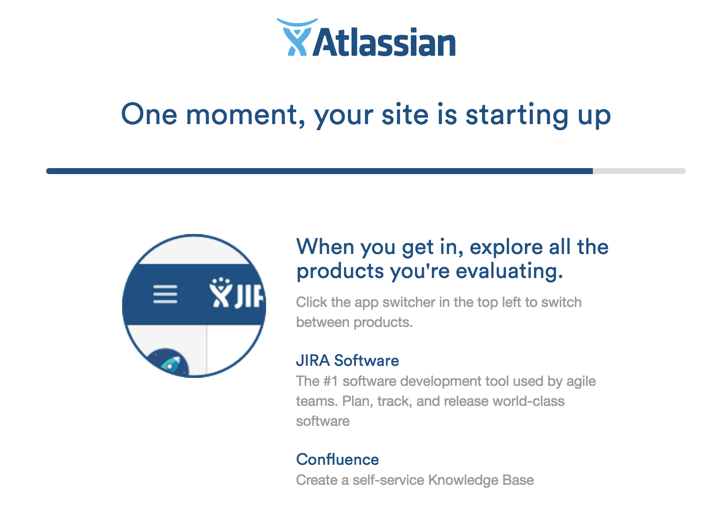 Atlassian
One moment, your site is starting up
When you get in, explore all the
products you're evaluating.
Click the app switcher in the top left to switch
between products.
JIF
JIRA Software
The #1 software development tool used by agile
teams. Plan, track, and release world-class
software
Confluence
Create a self-service Knowledge Base